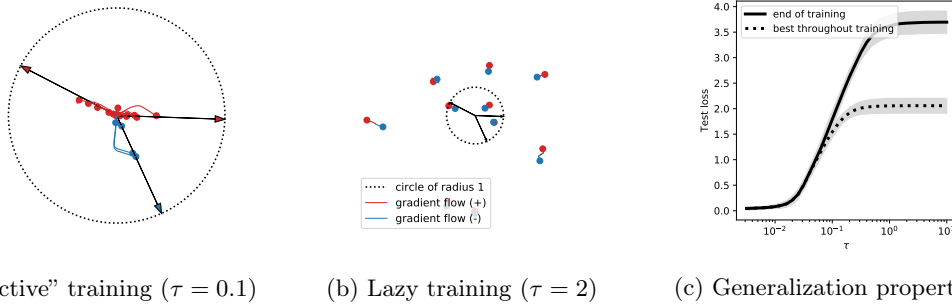 circle of radius 1
gradient flow (+)
gradient flow (-)
end of training
best throughout training
Test loss
4.0
3.5
3.0
2.5
2.0
1.5
1.0
0.5
0.0
10⁻² 10⁻¹ 10⁰
τ
ctive” training (τ = 0.1)
(b) Lazy training (τ = 2)
(c) Generalization proper